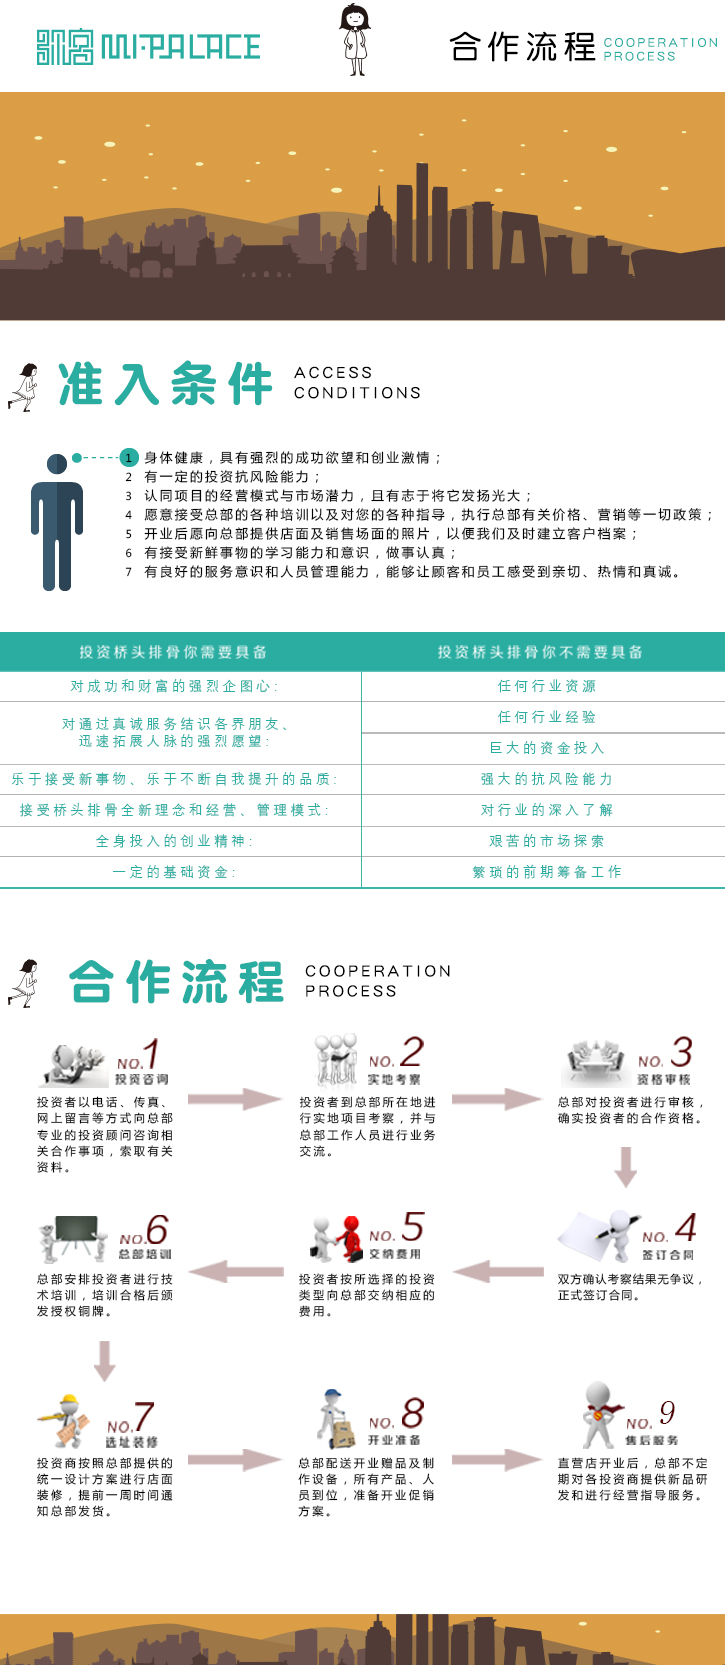 MI·PALACE
合作流程
COOPERATION
PROCESS
准入条件
ACCESS
CONDITIONS
1 身体健康，具有强烈的成功欲望和创业激情；
2 有一定的投资抗风险能力；
3 认同项目的经营模式与市场潜力，且有志于将它发扬光大；
4 愿意接受总部的各种培训以及对您的各种指导，执行总部有关价格、营销等一切政策；
5 开业后愿向总部提供店面及销售场面的照片，以便我们及时建立客户档案；
6 有接受新鲜事物的学习能力和意识，做事认真；
7 有良好的服务意识和人员管理能力，能够让顾客和员工感受到亲切、热情和真诚。
投资桥头排骨你需要具备
投资桥头排骨你不需要具备
对成功和财富的强烈企图心:
任何行业资源
对通过真诚服务结识各界朋友、
迅速拓展人脉的强烈愿望:
任何行业经验
巨大的资金投入
乐于接受新事物、乐于不断自我提升的品质:
强大的抗风险能力
接受桥头排骨全新理念和经营、管理模式:
对行业的深入了解
全身投入的创业精神:
艰苦的市场探索
一定的基础资金:
繁琐的前期筹备工作
合作流程
COOPERATION
PROCESS
NO.1
投资咨询
投资者以电话、传真、
网上留言等方式向总部
专业的投资顾问咨询相
关合作事项，索取有关
资料。
NO.2
实地考察
投资者到总部所在地进
行实地项目考察，并与
总部工作人员进行业务
交流。
NO.3
资格审核
总部对投资者进行审核，
确实投资者的合作资格。
NO.6
总部培训
总部安排投资者进行技
术培训，培训合格后颁
发授权铜牌。
NO.5
交纳费用
投资者按所选择的投资
类型向总部交纳相应的
费用。
NO.4
签订合同
双方确认考察结果无争议，
正式签订合同。
NO.7
选址装修
投资商按照总部提供的
统一设计方案进行店面
装修，提前一周时间通
知总部发货。
NO.8
开业准备
总部配送开业赠品及制
作设备，所有产品、人
员到位，准备开业促销
方案。
NO.9
售后服务
直营店开业后，总部不定
期对各投资商提供新品研
发和进行经营指导服务。